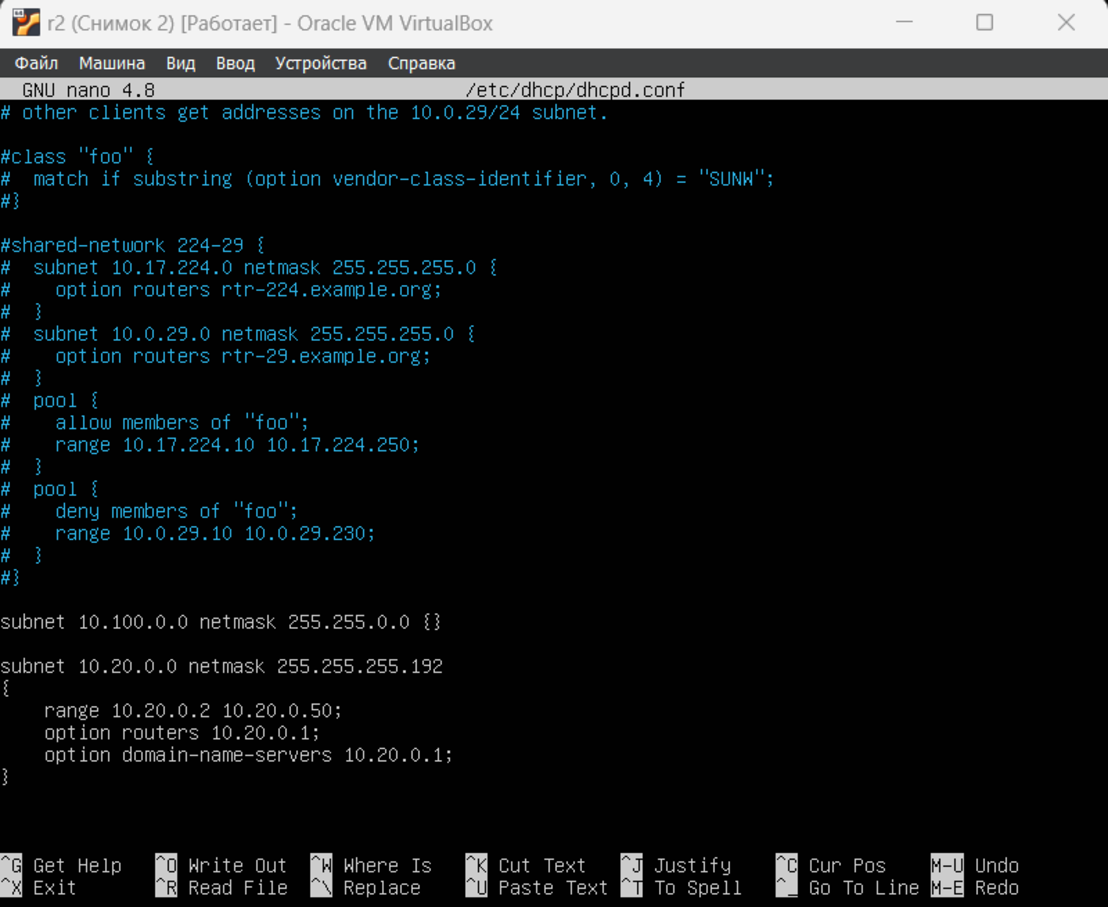 r2 (Снимок 2) [Работает] - Oracle VM VirtualBox
Файл Машина Вид Ввод Устройства Справка
GNU nano 4.8 /etc/dhcp/dhcpd.conf
# other clients get addresses on the 10.0.29/24 subnet.
#class "foo" {
#  match if substring (option vendor-class-identifier, 0, 4) = "SUNW";
#}
#shared-network 224-29 {
#  subnet 10.17.224.0 netmask 255.255.255.0 {
#    option routers rtr-224.example.org;
#  }
#  subnet 10.0.29.0 netmask 255.255.255.0 {
#    option routers rtr-29.example.org;
#  }
#  pool {
#    allow members of "foo";
#    range 10.17.224.10 10.17.224.250;
#  }
#  pool {
#    deny members of "foo";
#    range 10.0.29.10 10.0.29.230;
#  }
#}
subnet 10.100.0.0 netmask 255.255.0.0 {}
subnet 10.20.0.0 netmask 255.255.255.192
{
    range 10.20.0.2 10.20.0.50;
    option routers 10.20.0.1;
    option domain-name-servers 10.20.0.1;
}
^G Get Help ^O Write Out ^W Where Is ^K Cut Text ^J Justify ^C Cur Pos M-U Undo
^X Exit ^R Read File ^\ Replace ^U Paste Text ^T To Spell ^_ Go To Line M-E Redo